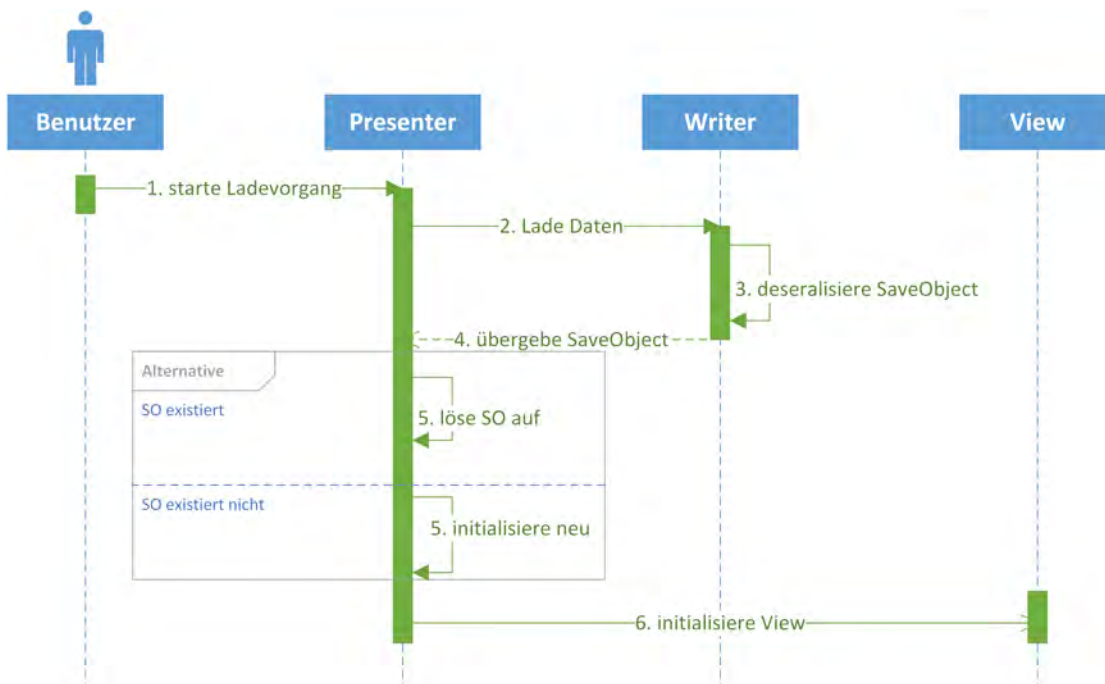 Benutzer
Presenter
Writer
View
1. starte Ladevorgang
2. Lade Daten
3. deseralisiere SaveObject
4. übergebe SaveObject
Alternative
SO existiert
5. löse SO auf
SO existiert nicht
5. initialisiere neu
6. initialisiere View